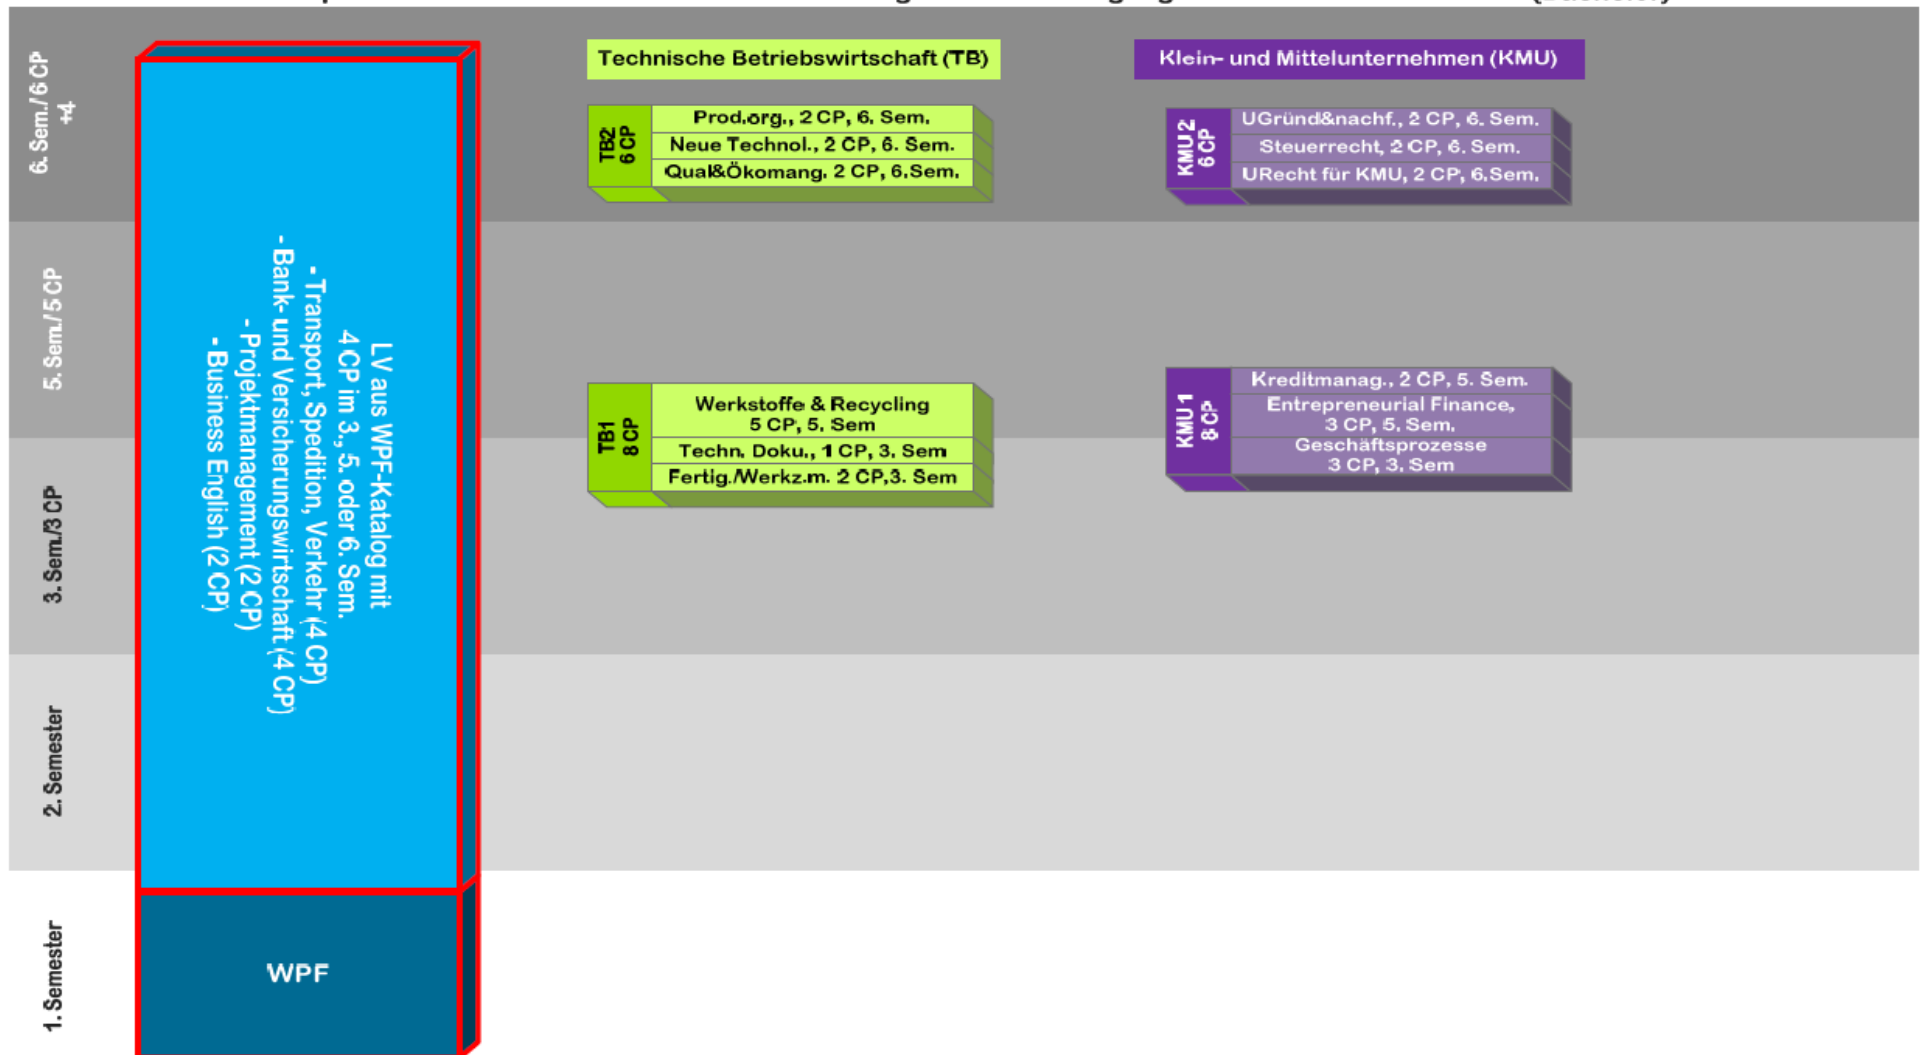 (Bachelor)
6. Sem./ 6 CP
+4
5. Sem./ 5 CP
3. Sem./3 CP
2. Semester
1. Semester
LV aus WPF-Katalog mit
4 CP im 3., 5. oder 6. Sem.
- Transport, Spedition, Verkehr (4 CP)
- Bank- und Versicherungswirtschaft (4 CP)
- Projektmanagement (2 CP)
- Business English (2 CP)
WPF
Technische Betriebswirtschaft (TB)
TB2
6 CP
Prod.org., 2 CP, 6. Sem.
Neue Technol., 2 CP, 6. Sem.
Qual&Ökomang. 2 CP, 6.Sem.
TB1
8 CP
Werkstoffe & Recycling
5 CP, 5. Sem
Techn. Doku., 1 CP, 3. Sem
Fertig./Werkz.m. 2 CP,3. Sem
Klein- und Mittelunternehmen (KMU)
KMU 2
6 CP
UGründ&nachf., 2 CP, 6. Sem.
Steuerrecht, 2 CP, 6. Sem.
URecht für KMU, 2 CP, 6.Sem.
KMU 1
8 CP
Kreditmanag., 2 CP, 5. Sem.
Entrepreneurial Finance,
3 CP, 5. Sem.
Geschäftsprozesse
3 CP, 3. Sem